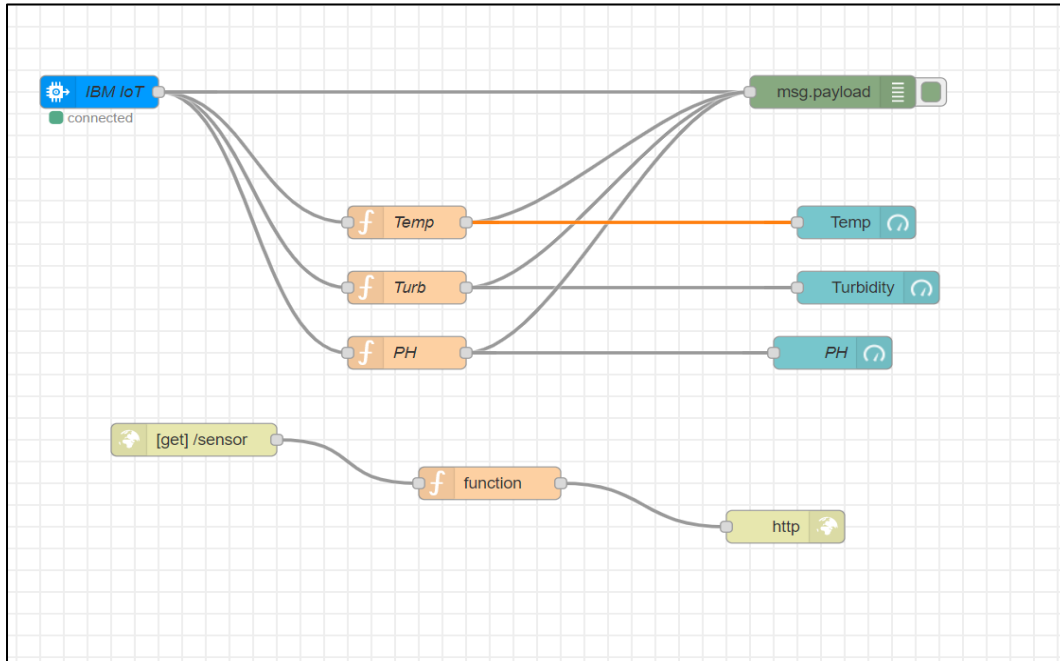 IBM IoT
msg.payload
connected
Temp
Temp
Turb
Turbidity
PH
PH
[get] /sensor
function
http